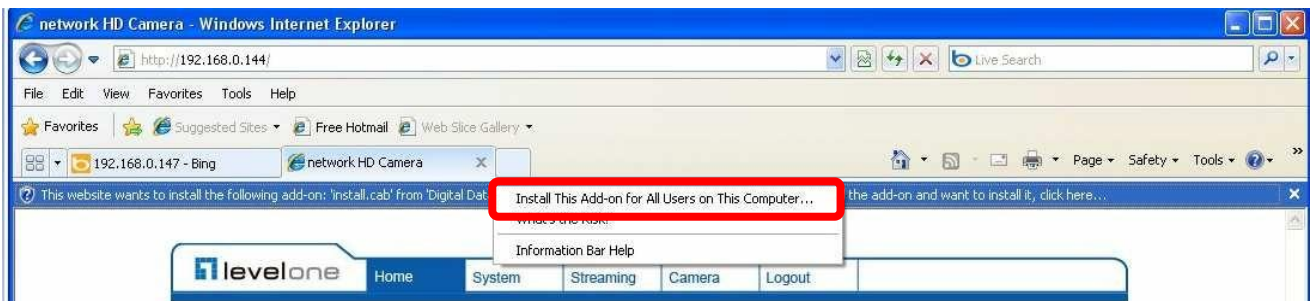 network HD Camera - Windows Internet Explorer
http://192.168.0.144/
Live Search
File Edit View Favorites Tools Help
Favorites Suggested Sites Free Hotmail Web Slice Gallery
192.168.0.147 - Bing network HD Camera Page Safety Tools
This website wants to install the following add-on: 'install.cab' from 'Digital Dat the add-on and want to install it, click here...
Install This Add-on for All Users on This Computer...
What's the Risk?
Information Bar Help
levelone Home System Streaming Camera Logout